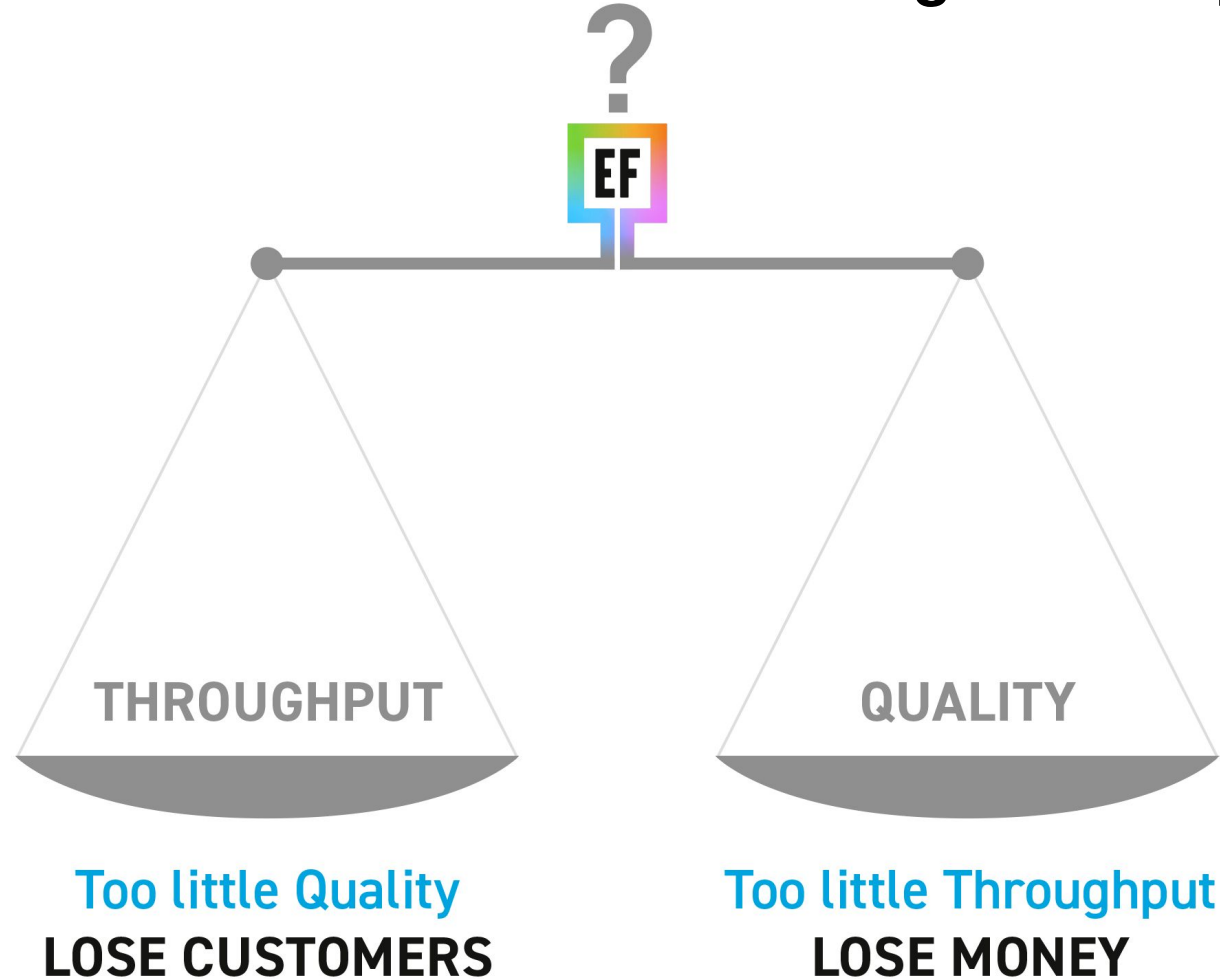 ?
EF
THROUGHPUT
QUALITY
Too little Quality
LOSE CUSTOMERS
Too little Throughput
LOSE MONEY